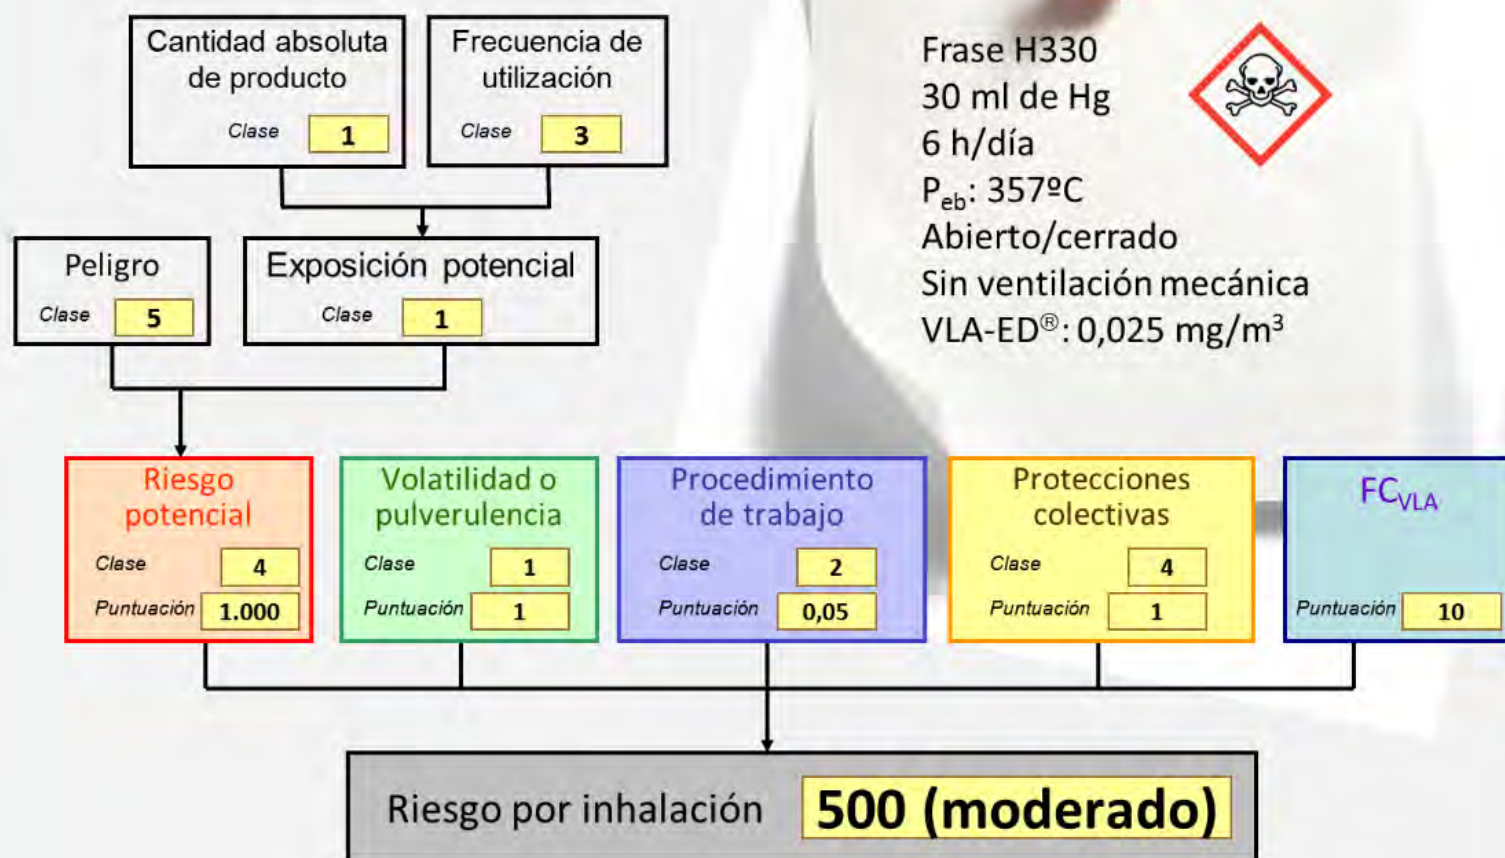 Cantidad absoluta
de producto
Clase 1
Frecuencia de
utilización
Clase 3
Frase H330
30 ml de Hg
6 h/día
Peb: 357ºC
Abierto/cerrado
Sin ventilación mecánica
VLA-ED®: 0,025 mg/m³
Peligro
Clase 5
Exposición potencial
Clase 1
Riesgo
potencial
Clase 4
Puntuación 1.000
Volatilidad o
pulverulencia
Clase 1
Puntuación 1
Procedimiento
de trabajo
Clase 2
Puntuación 0,05
Protecciones
colectivas
Clase 4
Puntuación 1
FCVLA
Puntuación 10
Riesgo por inhalación 500 (moderado)